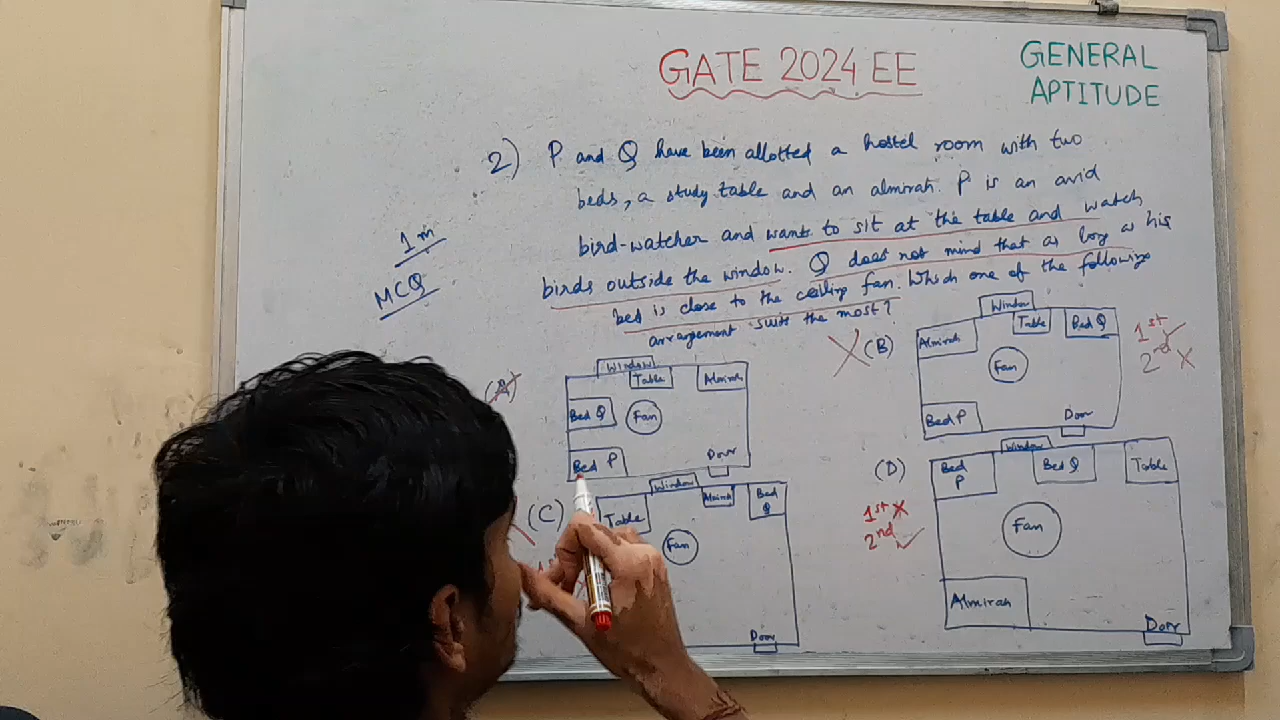 GATE 2024 EE
GENERAL
APTITUDE
2) P and Q have been allotted a hostel room with two
beds, a study table and an almirah. P is an avid
bird-watcher and wants to sit at the table and watch
birds outside the window. Q does not mind that as long as his
bed is close to the ceiling fan. Which one of the following
arrangement suits the most?
1 m
MCQ
(A)
Window
Table
Almirah
Bed Q
Fan
Bed P
Door
(B)
Window
Almirah
Table
Bed Q
Fan
Bed P
Door
1st ✓
2nd X
(C)
Window
Table
Almirah
Bed Q
Fan
Door
(D)
Window
Bed P
Bed Q
Table
Fan
Almirah
Door
1st X
2nd ✓